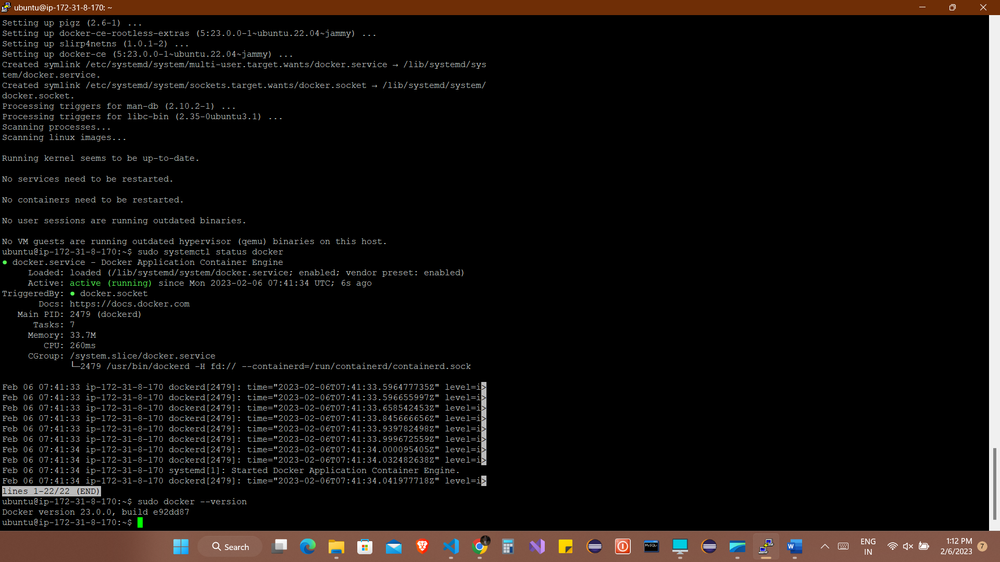 ubuntu@ip-172-31-8-170: ~
Setting up pigz (2.6-1) ...
Setting up docker-ce-rootless-extras (5:23.0.0-1~ubuntu.22.04~jammy) ...
Setting up slirp4netns (1.0.1-2) ...
Setting up docker-ce (5:23.0.0-1~ubuntu.22.04~jammy) ...
Created symlink /etc/systemd/system/multi-user.target.wants/docker.service → /lib/systemd/sys
tem/docker.service.
Created symlink /etc/systemd/system/sockets.target.wants/docker.socket → /lib/systemd/system/
docker.socket.
Processing triggers for man-db (2.10.2-1) ...
Processing triggers for libc-bin (2.35-0ubuntu3.1) ...
Scanning processes...
Scanning linux images...
Running kernel seems to be up-to-date.
No services need to be restarted.
No containers need to be restarted.
No user sessions are running outdated binaries.
No VM guests are running outdated hypervisor (qemu) binaries on this host.
ubuntu@ip-172-31-8-170:~$ sudo systemctl status docker
● docker.service - Docker Application Container Engine
Loaded: loaded (/lib/systemd/system/docker.service; enabled; vendor preset: enabled)
Active: active (running) since Mon 2023-02-06 07:41:34 UTC; 6s ago
TriggeredBy: ● docker.socket
Docs: https://docs.docker.com
Main PID: 2479 (dockerd)
Tasks: 7
Memory: 33.7M
CPU: 260ms
CGroup: /system.slice/docker.service
└─2479 /usr/bin/dockerd -H fd:// --containerd=/run/containerd/containerd.sock
Feb 06 07:41:33 ip-172-31-8-170 dockerd[2479]: time="2023-02-06T07:41:33.596477735Z" level=i>
Feb 06 07:41:33 ip-172-31-8-170 dockerd[2479]: time="2023-02-06T07:41:33.596655997Z" level=i>
Feb 06 07:41:33 ip-172-31-8-170 dockerd[2479]: time="2023-02-06T07:41:33.658542453Z" level=i>
Feb 06 07:41:33 ip-172-31-8-170 dockerd[2479]: time="2023-02-06T07:41:33.845666656Z" level=i>
Feb 06 07:41:33 ip-172-31-8-170 dockerd[2479]: time="2023-02-06T07:41:33.939782498Z" level=i>
Feb 06 07:41:33 ip-172-31-8-170 dockerd[2479]: time="2023-02-06T07:41:33.999672559Z" level=i>
Feb 06 07:41:34 ip-172-31-8-170 dockerd[2479]: time="2023-02-06T07:41:34.000095405Z" level=i>
Feb 06 07:41:34 ip-172-31-8-170 dockerd[2479]: time="2023-02-06T07:41:34.032482638Z" level=i>
Feb 06 07:41:34 ip-172-31-8-170 systemd[1]: Started Docker Application Container Engine.
Feb 06 07:41:34 ip-172-31-8-170 dockerd[2479]: time="2023-02-06T07:41:34.041977718Z" level=i>
lines 1-22/22 (END)
ubuntu@ip-172-31-8-170:~$ sudo docker --version
Docker version 23.0.0, build e92dd87
ubuntu@ip-172-31-8-170:~$
Search
MySQL
W
ENG
IN
1:12 PM
2/6/2023
7